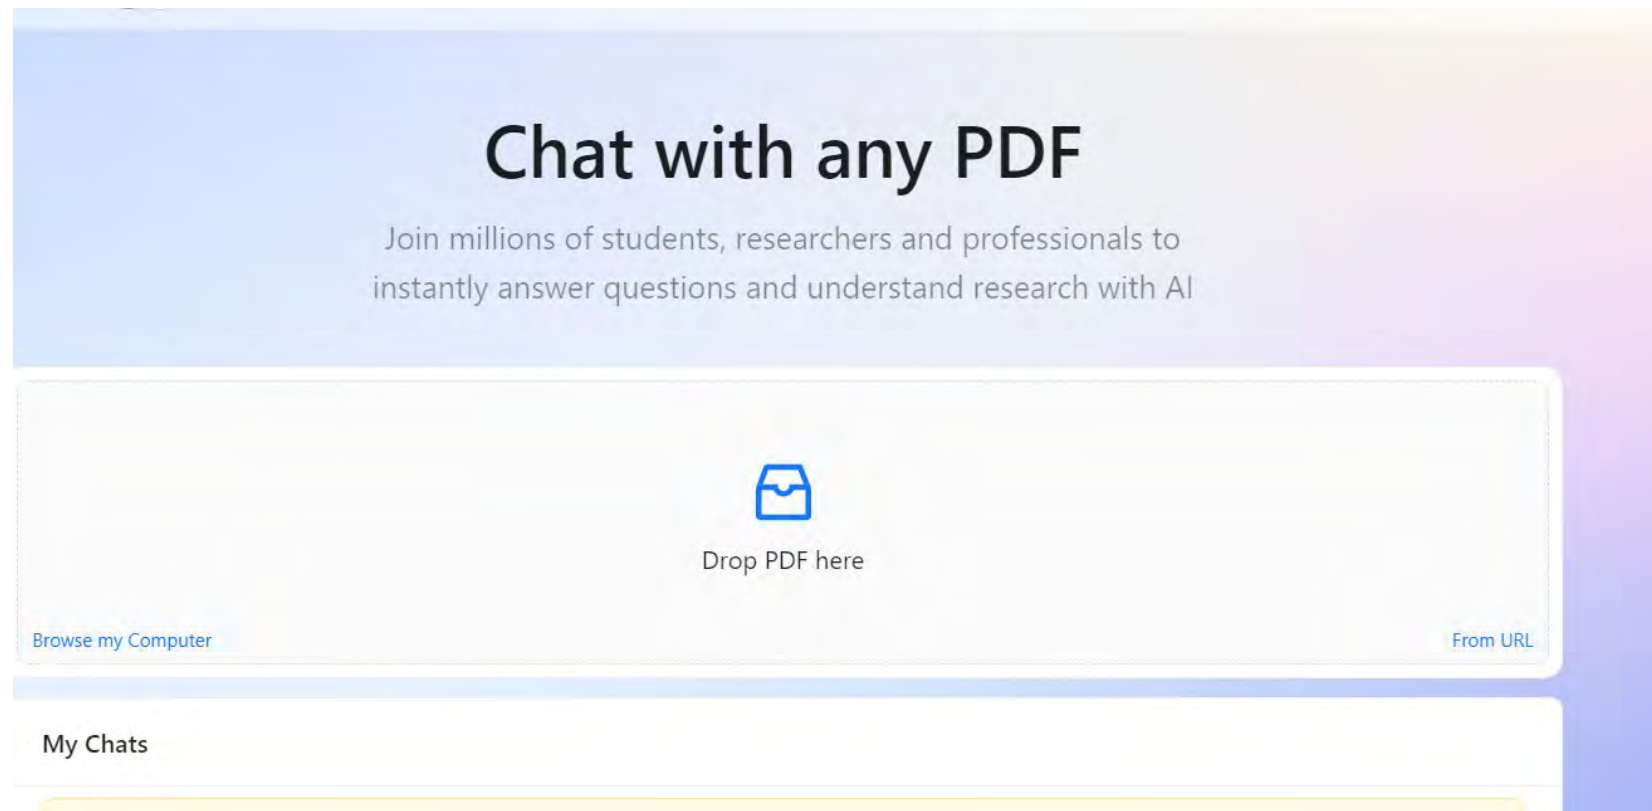 Chat with any PDF
Join millions of students, researchers and professionals to
instantly answer questions and understand research with AI
Drop PDF here
Browse my Computer
From URL
My Chats